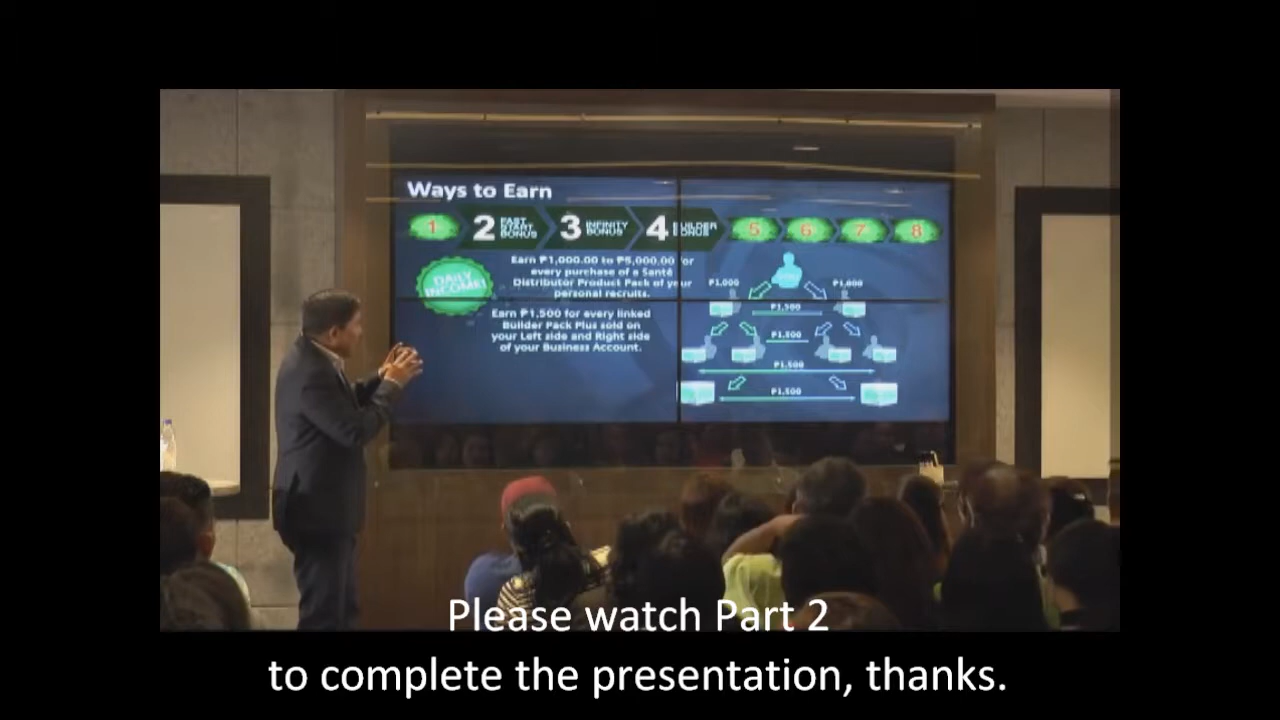 Ways to Earn
1 2 FAST START BONUS 3 INFINITY BONUS 4 BUILDER BONUS 5 6 7 8
DAILY
INCOME!
Earn ₱1,000.00 to ₱5,000.00 for
every purchase of a Santé
Distributor Product Pack of your
personal recruits.
Earn ₱1,500 for every linked
Builder Pack Plus sold on
your Left side and Right side
of your Business Account.
₱1,000 ₱1,000
₱1,500
₱1,500
₱1,500
₱1,500
Please watch Part 2
to complete the presentation, thanks.